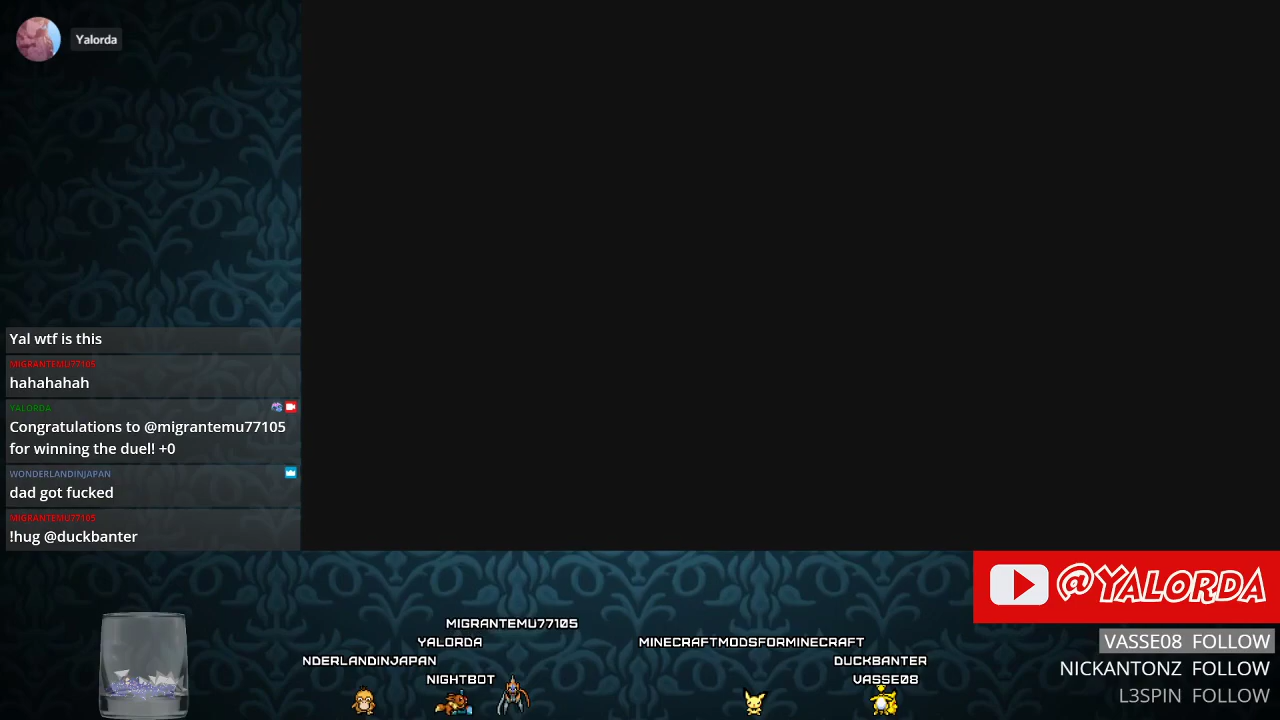 Yalorda
Yal wtf is this
MIGRANTEMU77105
hahahahah
YALORDA
Congratulations to @migrantemu77105
for winning the duel! +0
WONDERLANDINJAPAN
dad got fucked
MIGRANTEMU77105
!hug @duckbanter
@YALORDA
MIGRANTEMU77105
YALORDA
MINECRAFTMODSFORMINECRAFT
NDERLANDINJAPAN
DUCKBANTER
NIGHTBOT
VASSE08
VASSE08 FOLLOW
NICKANTONZ FOLLOW
L3SPIN FOLLOW